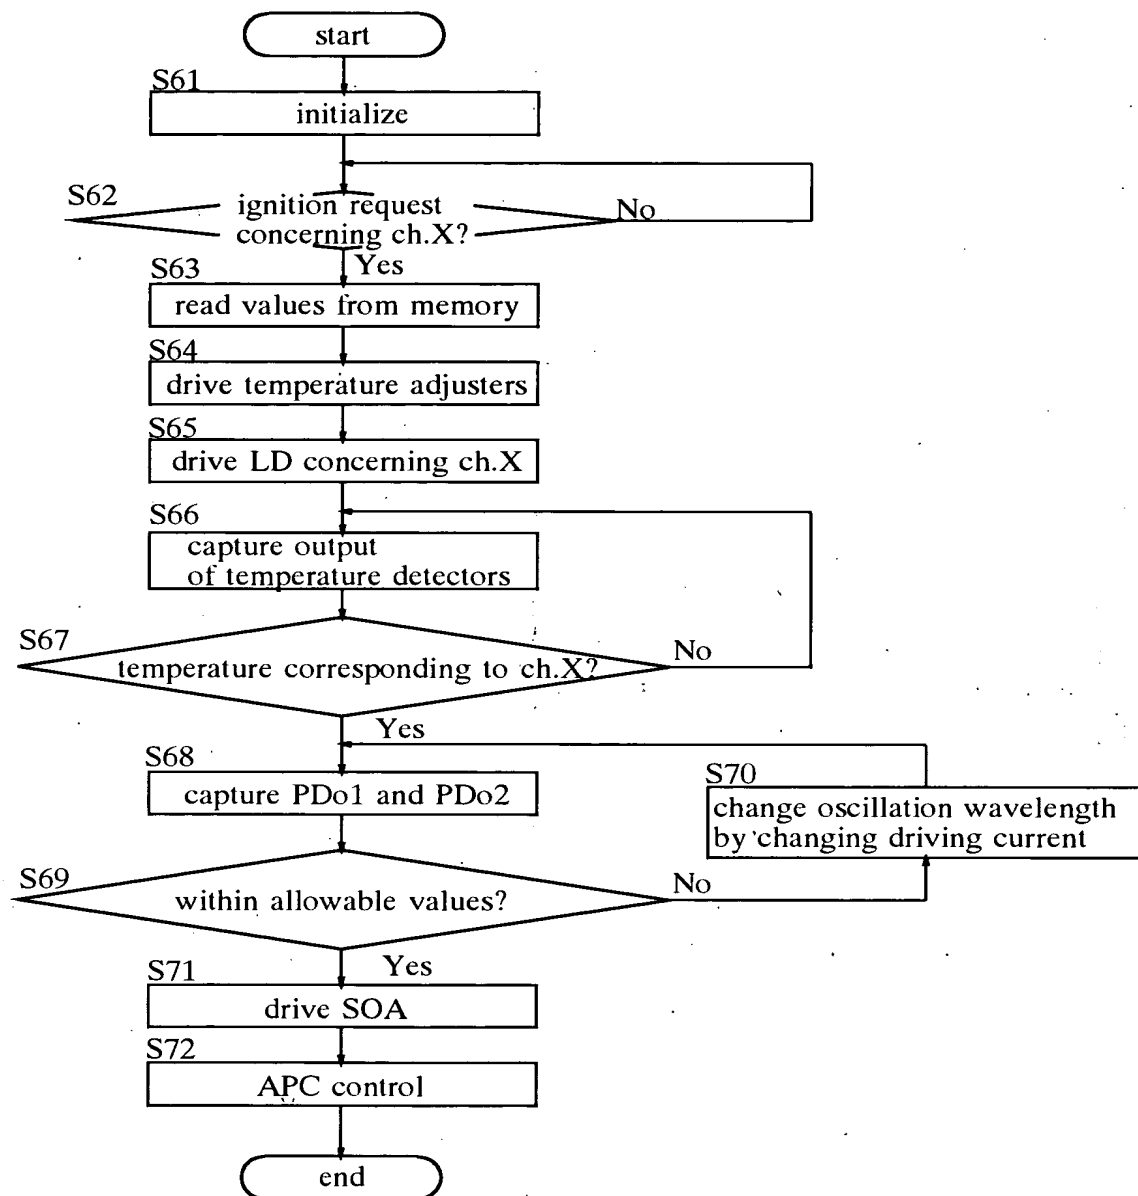 start
S61
initialize
S62
ignition request
concerning ch.X?
No
Yes
S63
read values from memory
S64
drive temperature adjusters
S65
drive LD concerning ch.X
S66
capture output
of temperature detectors
S67
temperature corresponding to ch.X?
No
Yes
S68
capture PDo1 and PDo2
S70
change oscillation wavelength
by changing driving current
S69
within allowable values?
No
Yes
S71
drive SOA
S72
APC control
end